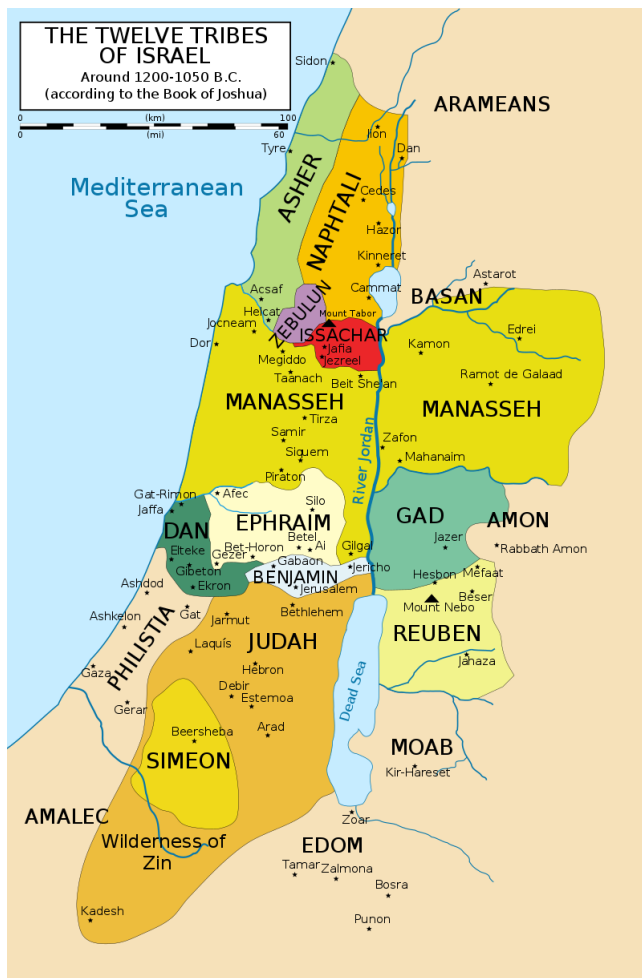 THE TWELVE TRIBES
OF ISRAEL
Around 1200-1050 B.C.
(according to the Book of Joshua)
0 (km) 100
0 (mi) 60
Sidon
ARAMEANS
Ijon
Tyre
Dan
ASHER
Mediterranean
Sea
Cedes
NAPHTALI
Hazor
Kinneret
Astarot
Cammat
BASAN
Acsaf
Helcat
ZEBULUN
Mount Tabor
Jocneam
Edrei
ISSACHAR
Dor
Jafia
Kamon
Megiddo
Jezreel
Taanach
Beit Shelan
Ramot de Galaad
MANASSEH
MANASSEH
Tirza
River Jordan
Samir
Zafon
Siquem
Mahanaim
Piraton
Gat-Rimon
Afec
Jaffa
Silo
DAN
EPHRAIM
GAD
AMON
Betel
Jazer
Elteke
Bet-Horon
Ai
Rabbath Amon
Gezer
Gilgal
Gibeton
Gabaon
Jericho
Mefaat
BENJAMIN
Hesbon
Ashdod
Ekron
Jerusalem
Beser
Gat
Bethlehem
Mount Nebo
Ashkelon
Jarmut
PHILISTIA
JUDAH
REUBEN
Laquís
Jahaza
Gaza
Hebron
Dead Sea
Debir
Estemoa
Gerar
Beersheba
Arad
MOAB
SIMEON
Kir-Hareset
AMALEC
Zoar
Wilderness of
Zin
EDOM
Tamar
Zalmona
Bosra
Kadesh
Punon